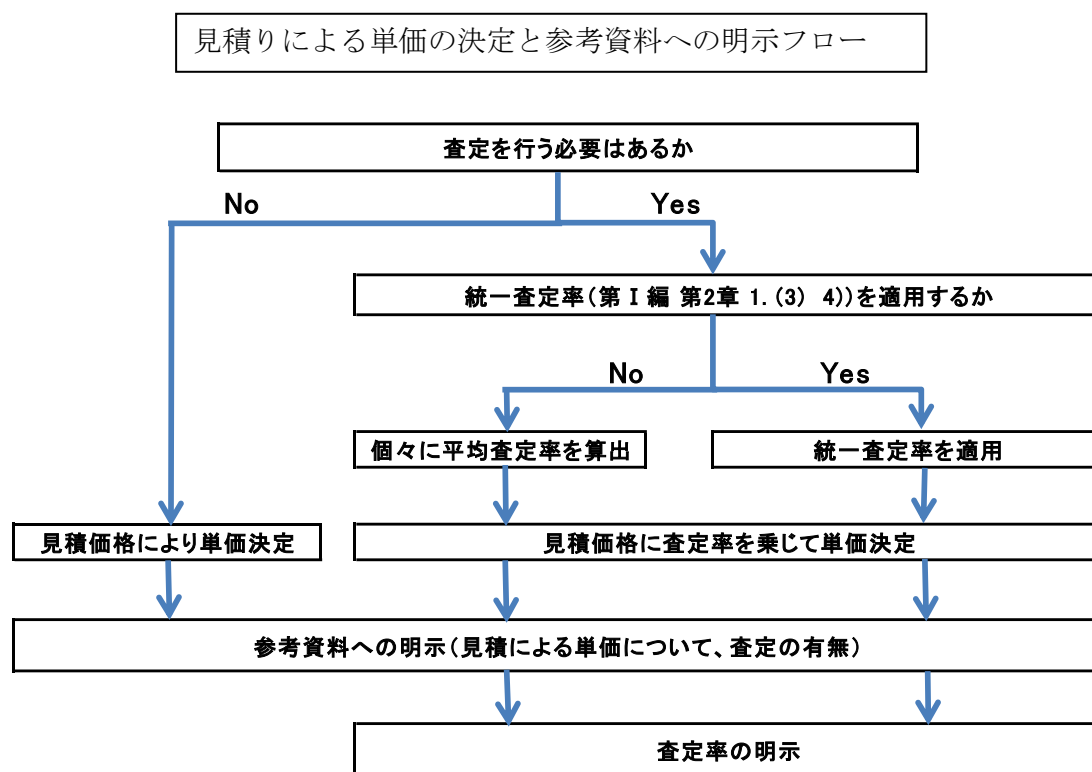 見積りによる単価の決定と参考資料への明示フロー
査定を行う必要はあるか
No
Yes
統一査定率（第Ⅰ編 第2章 1.（3） 4)）を適用するか
No
Yes
個々に平均査定率を算出
統一査定率を適用
見積価格により単価決定
見積価格に査定率を乗じて単価決定
参考資料への明示（見積による単価について、査定の有無）
査定率の明示